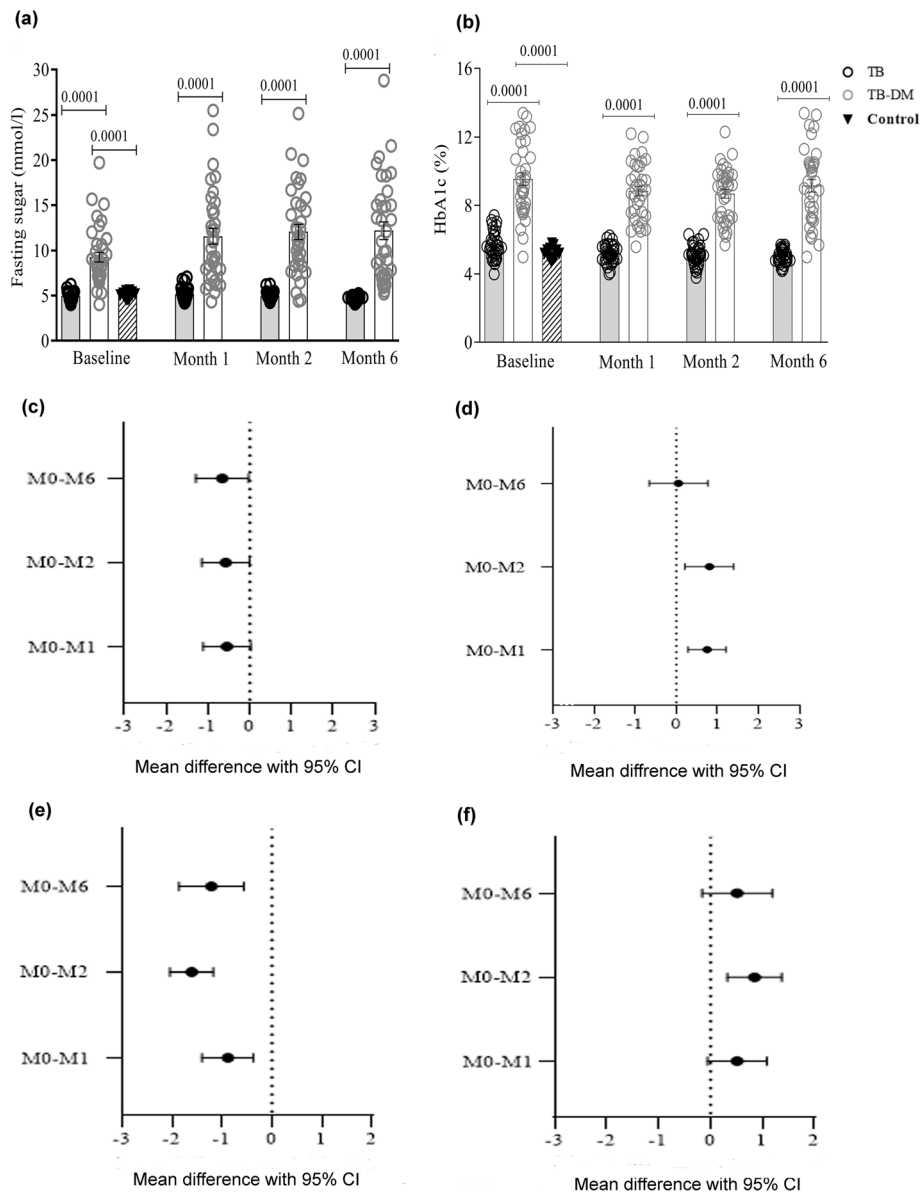 (a)
0.0001
0.0001
0.0001
0.0001
0.0001
Fasting sugar (mmol/l)
30
25
20
15
10
5
0
Baseline
Month 1
Month 2
Month 6
(b)
0.0001
0.0001
0.0001
0.0001
0.0001
HbA1c (%)
16
12
8
4
0
Baseline
Month 1
Month 2
Month 6
TB
TB-DM
Control
(c)
M0-M6
M0-M2
M0-M1
-3 -2 -1 0 1 2 3
Mean difference with 95% CI
(d)
M0-M6
M0-M2
M0-M1
-3 -2 -1 0 1 2 3
Mean diffrence with 95% CI
(e)
M0-M6
M0-M2
M0-M1
-3 -2 -1 0 1 2
Mean difference with 95% CI
(f)
M0-M6
M0-M2
M0-M1
-3 -2 -1 0 1 2
Mean difference with 95% CI